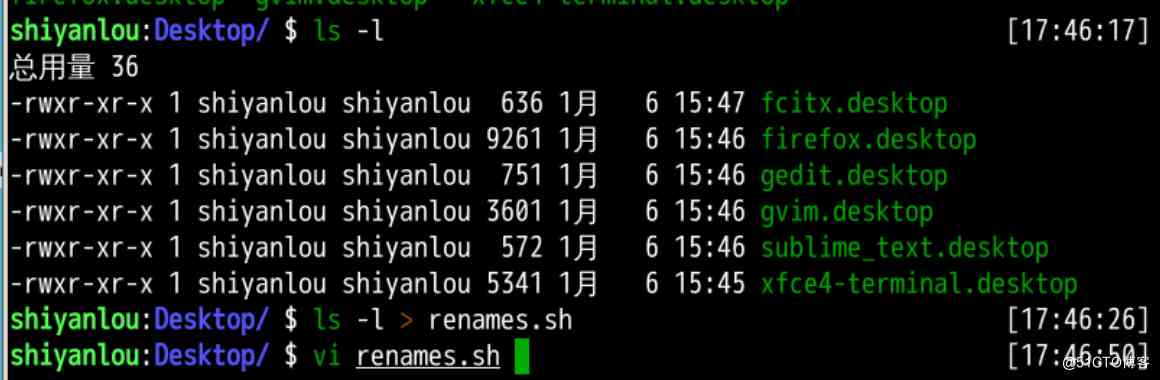 firefox.desktop gvim.desktop xfce4-terminal.desktop
shiyanlou:Desktop/ $ ls -l [17:46:17]
总用量 36
-rwxr-xr-x 1 shiyanlou shiyanlou 636 1月 6 15:47 fcitx.desktop
-rwxr-xr-x 1 shiyanlou shiyanlou 9261 1月 6 15:46 firefox.desktop
-rwxr-xr-x 1 shiyanlou shiyanlou 751 1月 6 15:46 gedit.desktop
-rwxr-xr-x 1 shiyanlou shiyanlou 3601 1月 6 15:46 gvim.desktop
-rwxr-xr-x 1 shiyanlou shiyanlou 572 1月 6 15:46 sublime_text.desktop
-rwxr-xr-x 1 shiyanlou shiyanlou 5341 1月 6 15:45 xfce4-terminal.desktop
shiyanlou:Desktop/ $ ls -l > renames.sh [17:46:26]
shiyanlou:Desktop/ $ vi renames.sh [17:46:50]
@51CTO博客